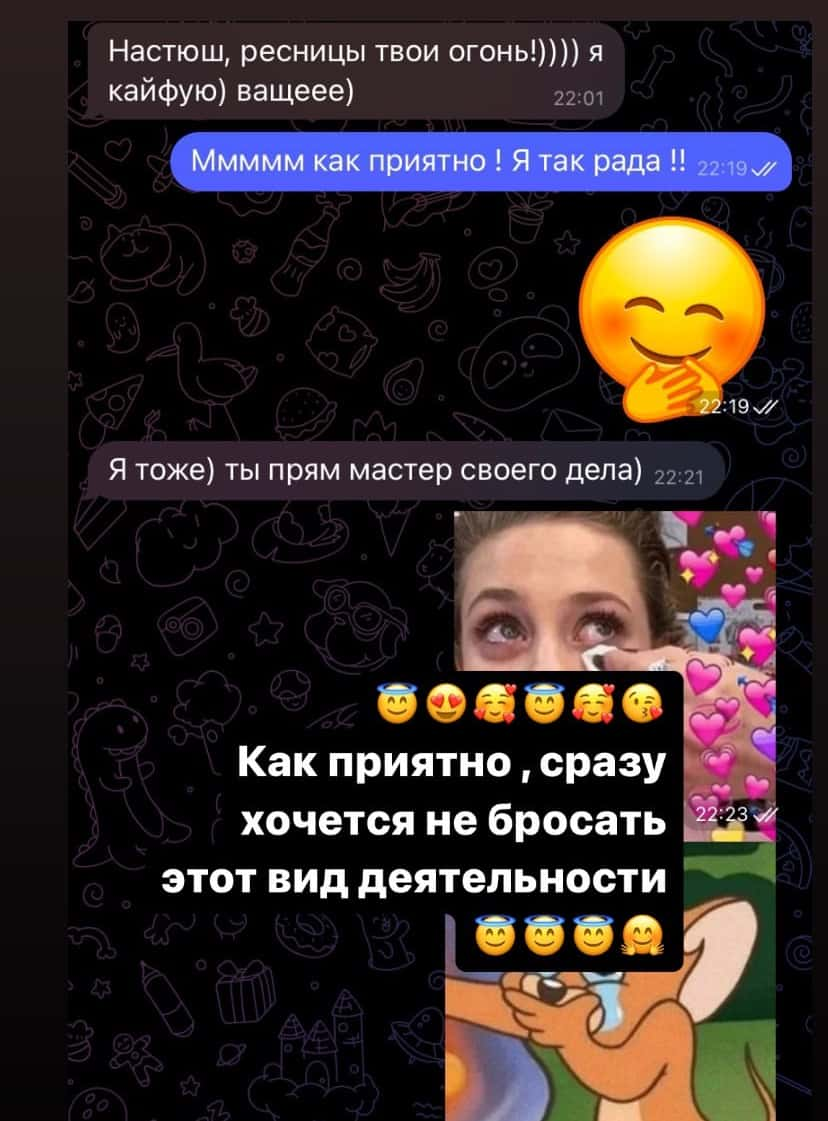 Настюш, ресницы твои огонь!)))) я
кайфую) ващеее)
22:01
Ммммм как приятно ! Я так рада !! 22:19
22:19
Я тоже) ты прям мастер своего дела) 22:21
Как приятно , сразу
хочется не бросать
этот вид деятельности
22:23